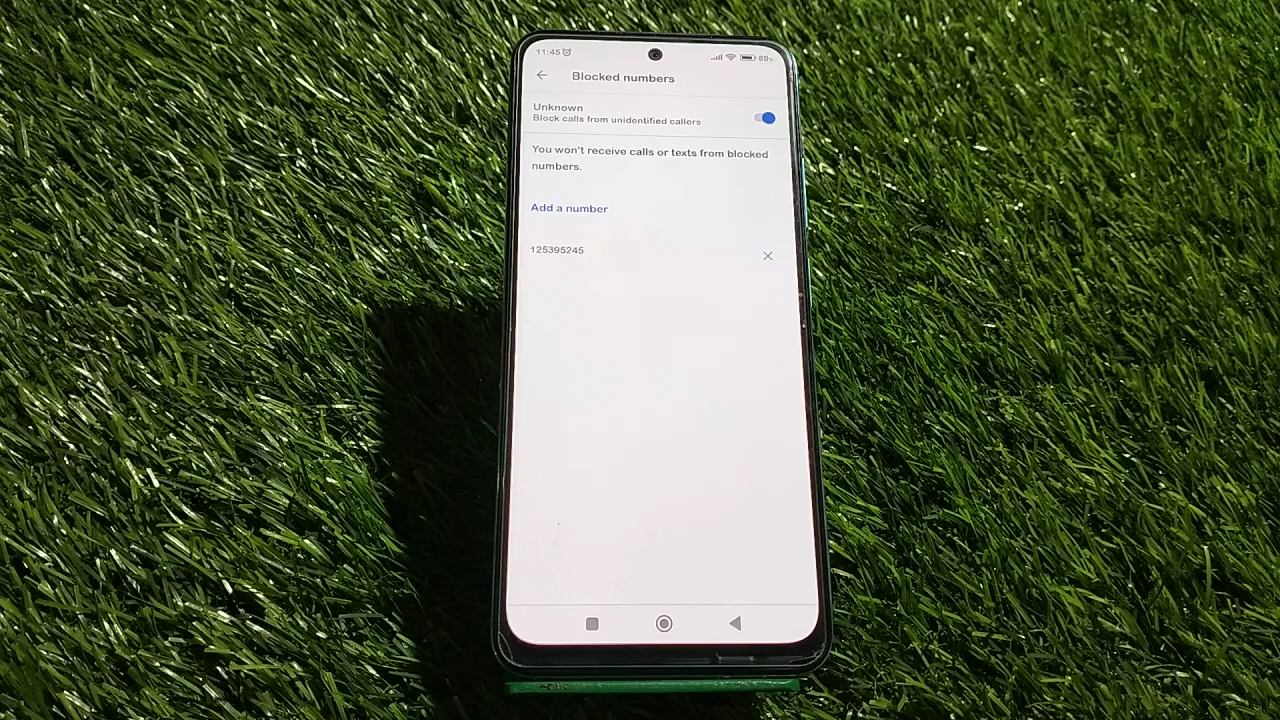 11:45
89%
Blocked numbers
Unknown
Block calls from unidentified callers
You won't receive calls or texts from blocked
numbers.
Add a number
125395245